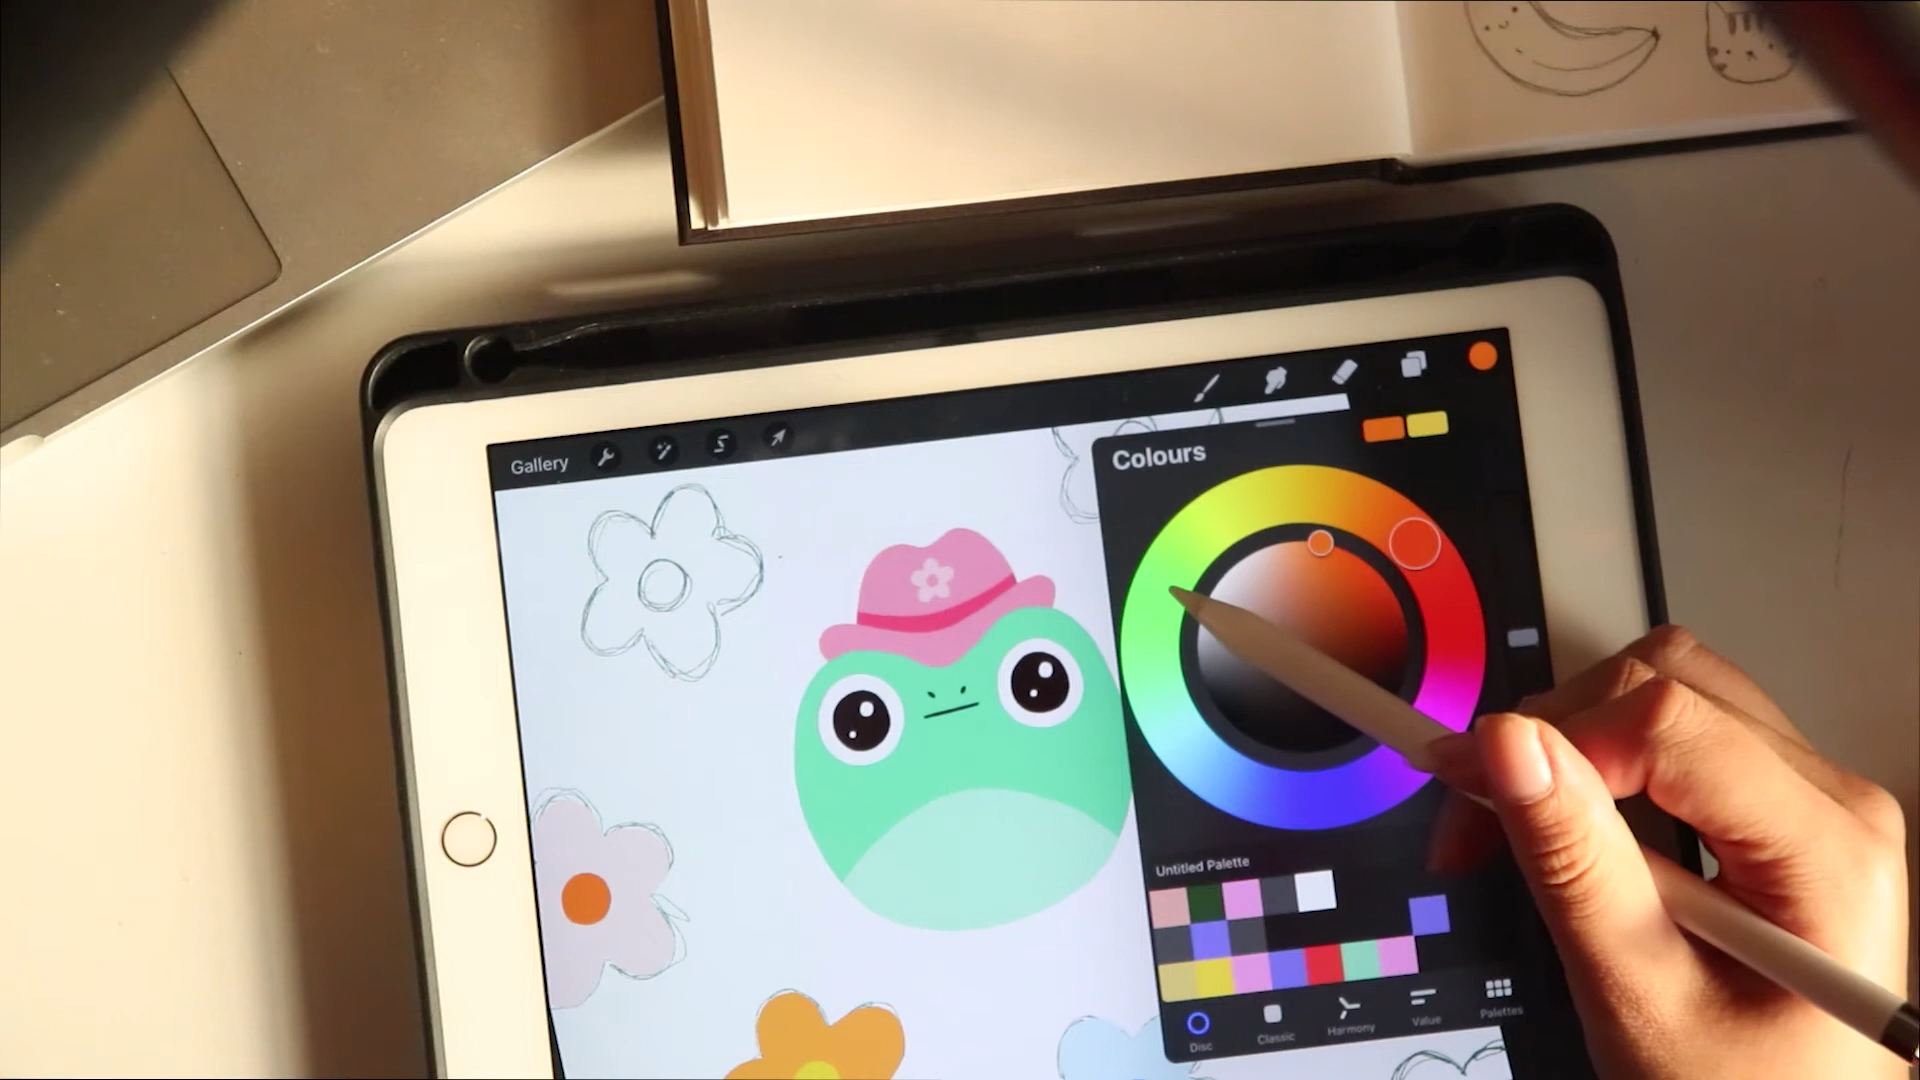 Gallery
Colours
Untitled Palette
Disc
Classic
Harmony
Value
Palettes